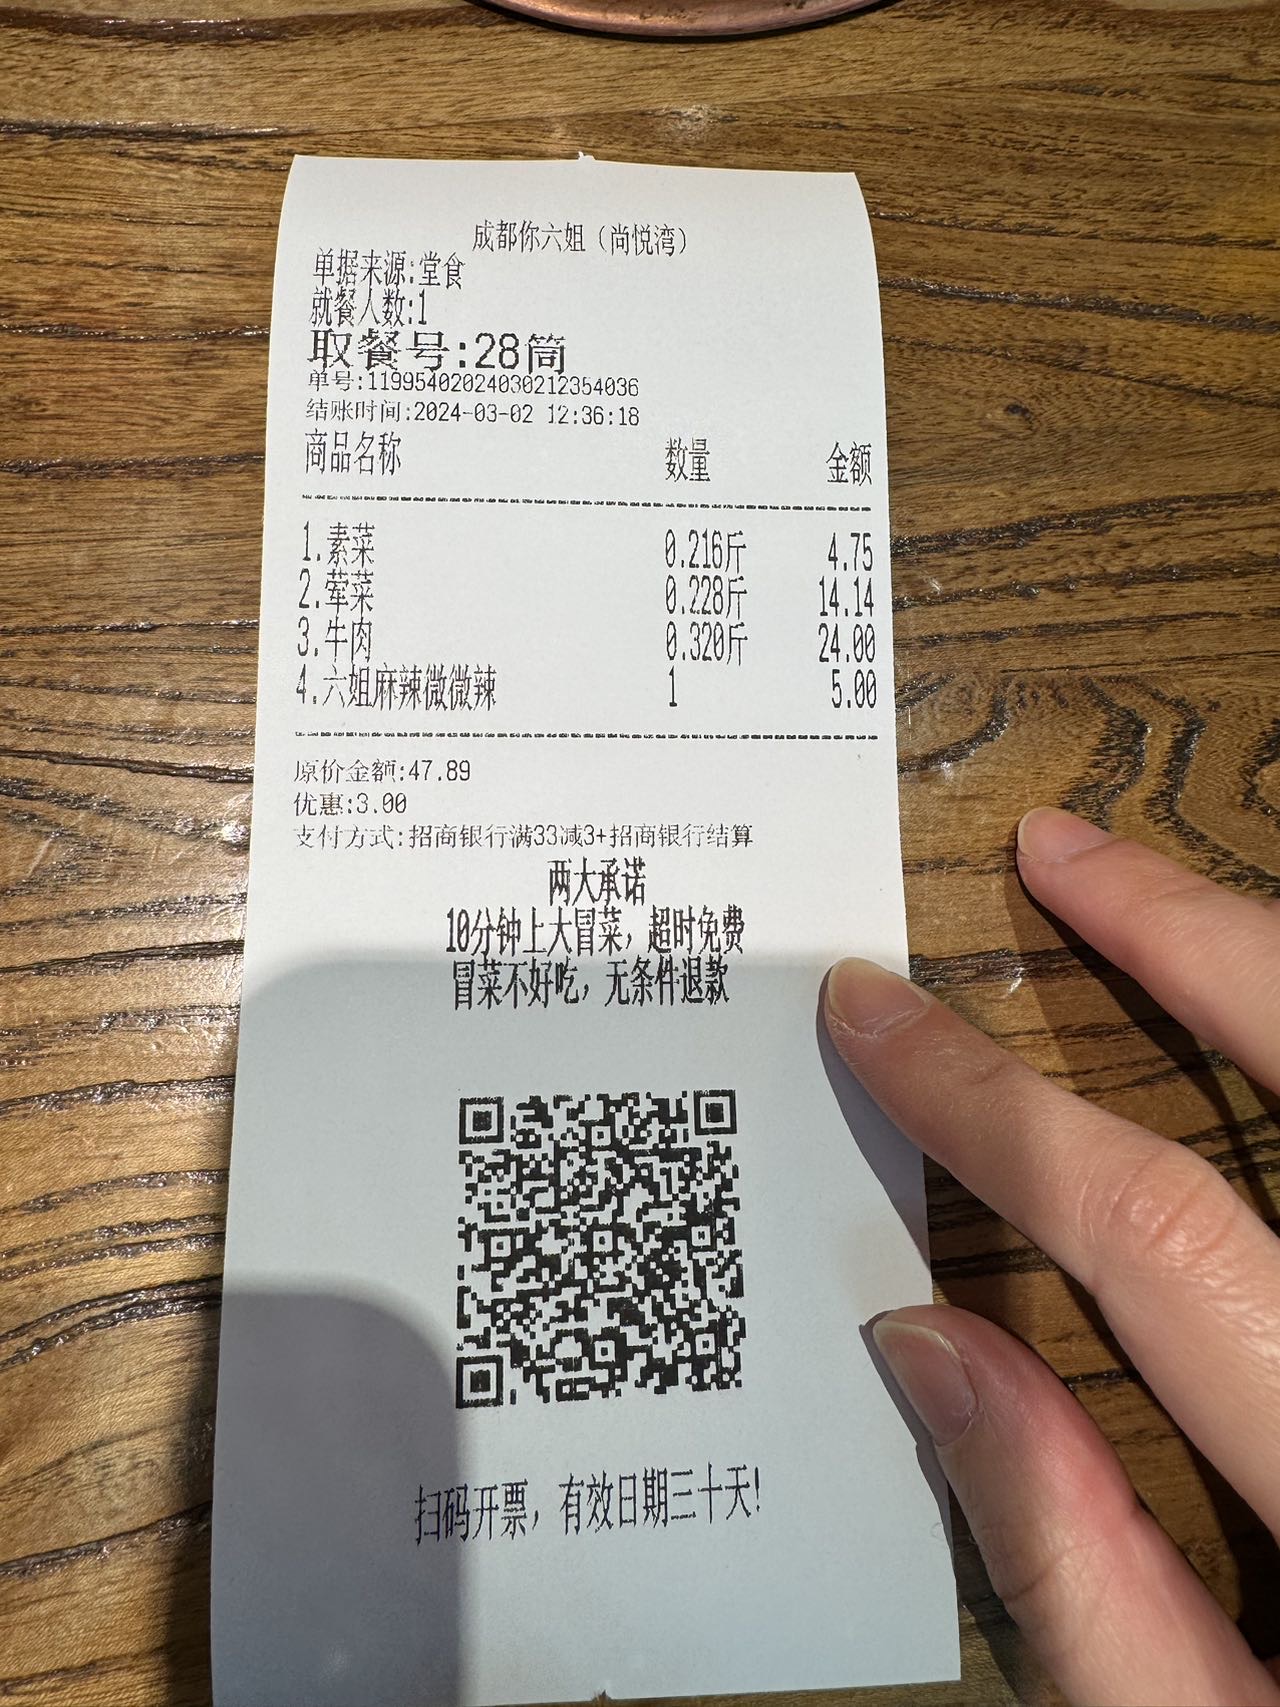 成都你六姐（尚悦湾）
单据来源:堂食
就餐人数:1
取餐号:28筒
单号:11995402024030212354036
结账时间:2024-03-02 12:36:18
商品名称 数量 金额
1.素菜 0.216斤 4.75
2.荤菜 0.228斤 14.14
3.牛肉 0.320斤 24.00
4.六姐麻辣微微辣 1 5.00
原价金额:47.89
优惠:3.00
支付方式:招商银行满33减3+招商银行结算
两大承诺
10分钟上大冒菜，超时免费
冒菜不好吃，无条件退款
扫码开票，有效日期三十天!